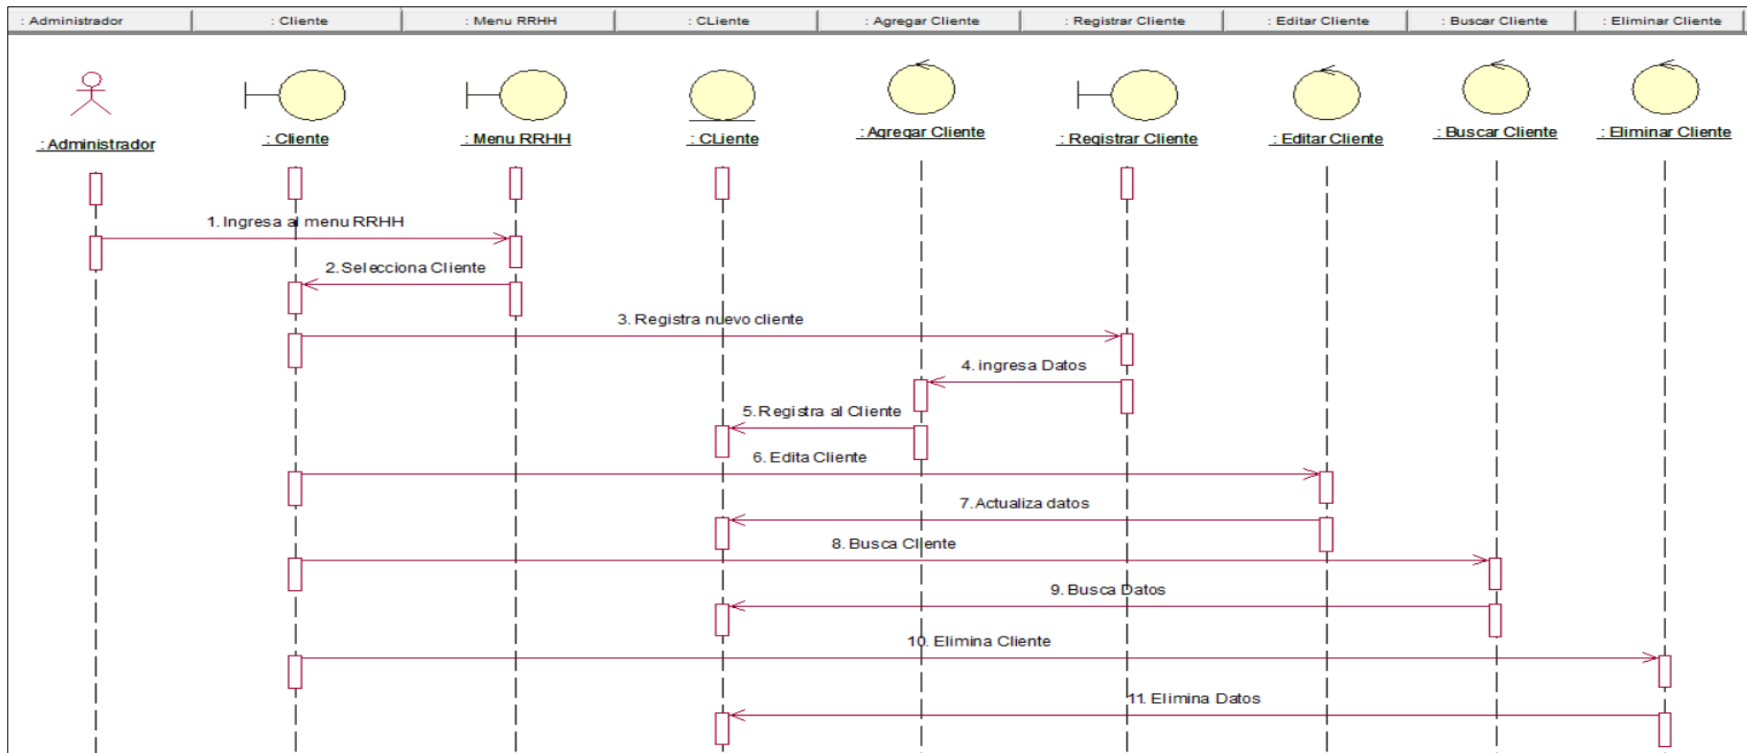 : Administrador
: Cliente
: Menu RRHH
: CLiente
: Agregar Cliente
: Registrar Cliente
: Editar Cliente
: Buscar Cliente
: Eliminar Cliente
: Administrador
: Cliente
: Menu RRHH
: CLiente
: Agregar Cliente
: Registrar Cliente
: Editar Cliente
: Buscar Cliente
: Eliminar Cliente
1. Ingresa al menu RRHH
2. Selecciona Cliente
3. Registra nuevo cliente
4. ingresa Datos
5. Registra al Cliente
6. Edita Cliente
7. Actualiza datos
8. Busca Cliente
9. Busca Datos
10. Elimina Cliente
11. Elimina Datos